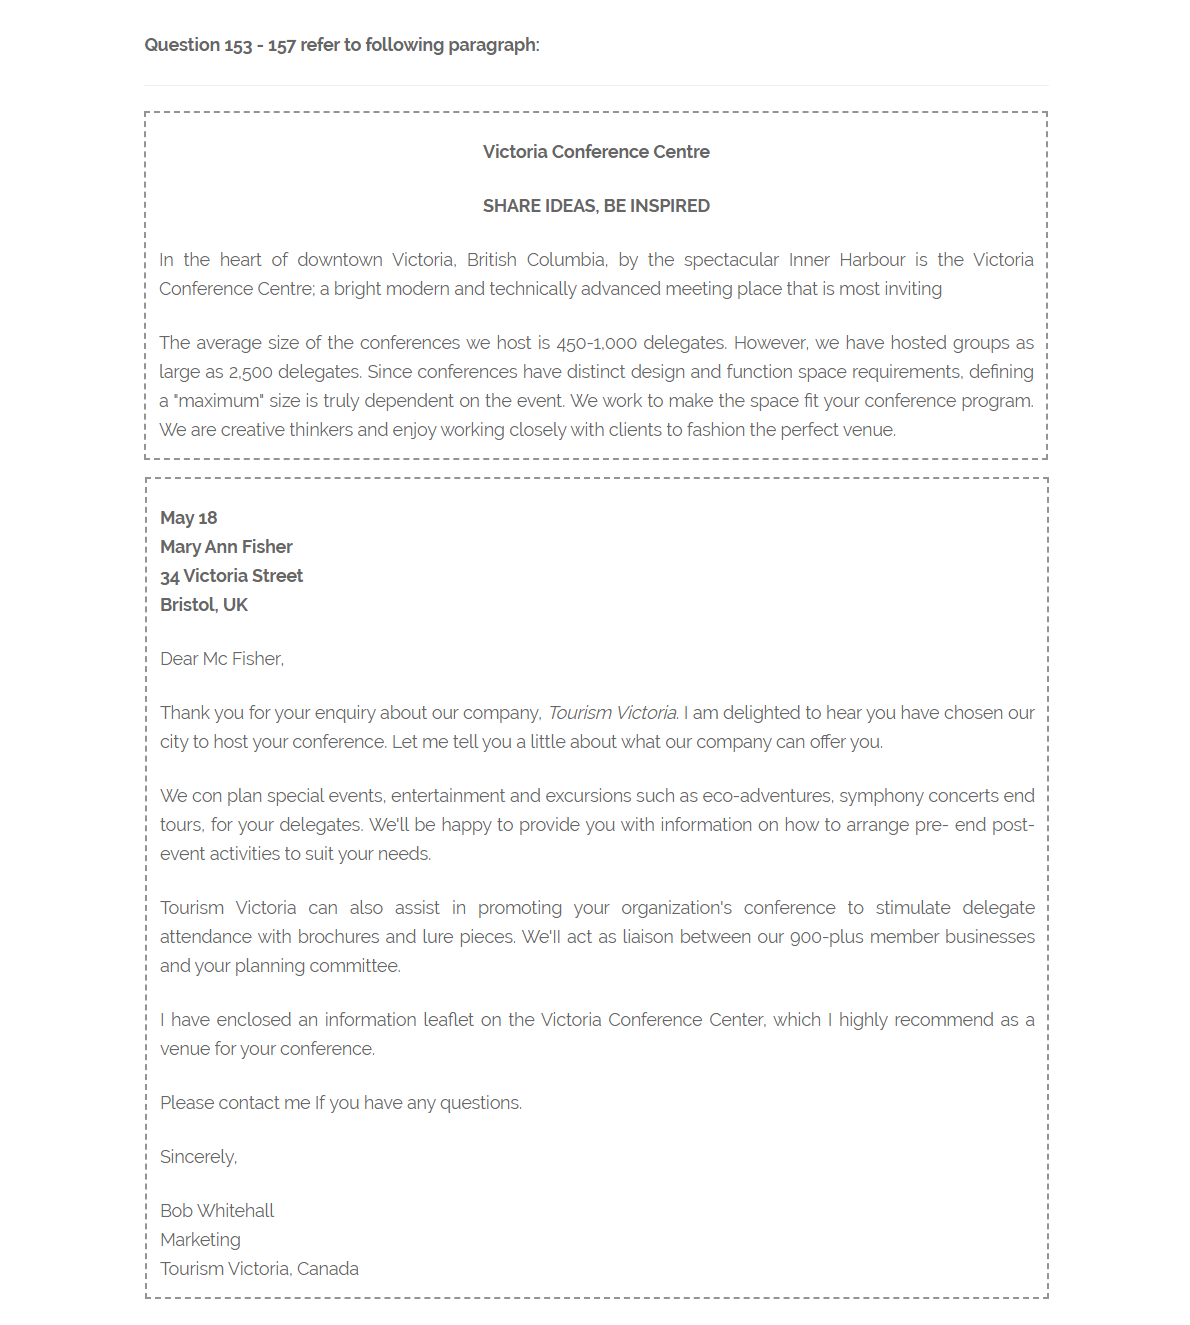 Question 153 - 157 refer to following paragraph:
Victoria Conference Centre
SHARE IDEAS, BE INSPIRED
In the heart of downtown Victoria, British Columbia, by the spectacular Inner Harbour is the Victoria
Conference Centre; a bright modern and technically advanced meeting place that is most inviting
The average size of the conferences we host is 450-1,000 delegates. However, we have hosted groups as
large as 2,500 delegates. Since conferences have distinct design and function space requirements, defining
a "maximum" size is truly dependent on the event. We work to make the space fit your conference program.
We are creative thinkers and enjoy working closely with clients to fashion the perfect venue.
May 18
Mary Ann Fisher
34 Victoria Street
Bristol, UK
Dear Mc Fisher,
Thank you for your enquiry about our company, Tourism Victoria. I am delighted to hear you have chosen our
city to host your conference. Let me tell you a little about what our company can offer you.
We con plan special events, entertainment and excursions such as eco-adventures, symphony concerts end
tours, for your delegates. We'll be happy to provide you with information on how to arrange pre- end post-
event activities to suit your needs.
Tourism Victoria can also assist in promoting your organization's conference to stimulate delegate
attendance with brochures and lure pieces. We'II act as liaison between our 900-plus member businesses
and your planning committee.
I have enclosed an information leaflet on the Victoria Conference Center, which I highly recommend as a
venue for your conference.
Please contact me If you have any questions.
Sincerely,
Bob Whitehall
Marketing
Tourism Victoria, Canada